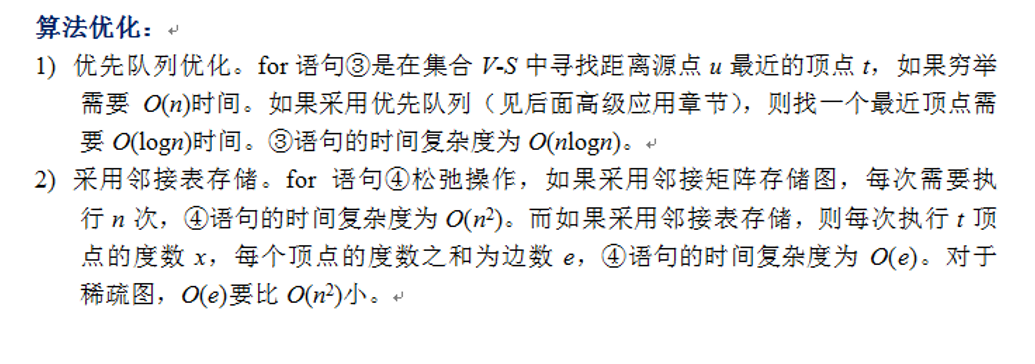 算法优化：
1) 优先队列优化。for 语句③是在集合 V-S 中寻找距离源点 u 最近的顶点 t，如果穷举
需要 O(n)时间。如果采用优先队列（见后面高级应用章节），则找一个最近顶点需
要 O(logn)时间。③语句的时间复杂度为 O(nlogn)。
2) 采用邻接表存储。for 语句④松弛操作，如果采用邻接矩阵存储图，每次需要执
行 n 次，④语句的时间复杂度为 O(n²)。而如果采用邻接表存储，则每次执行 t 顶
点的度数 x，每个顶点的度数之和为边数 e，④语句的时间复杂度为 O(e)。对于
稀疏图，O(e)要比 O(n²)小。